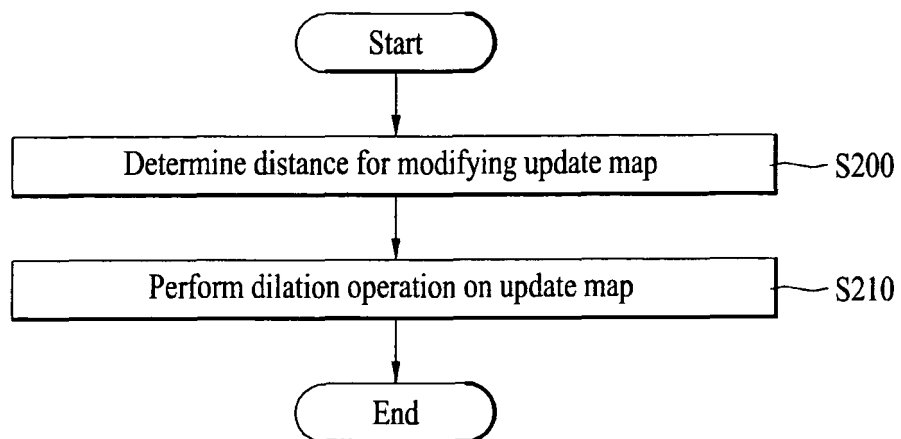 Start
Determine distance for modifying update map
S200
Perform dilation operation on update map
S210
End